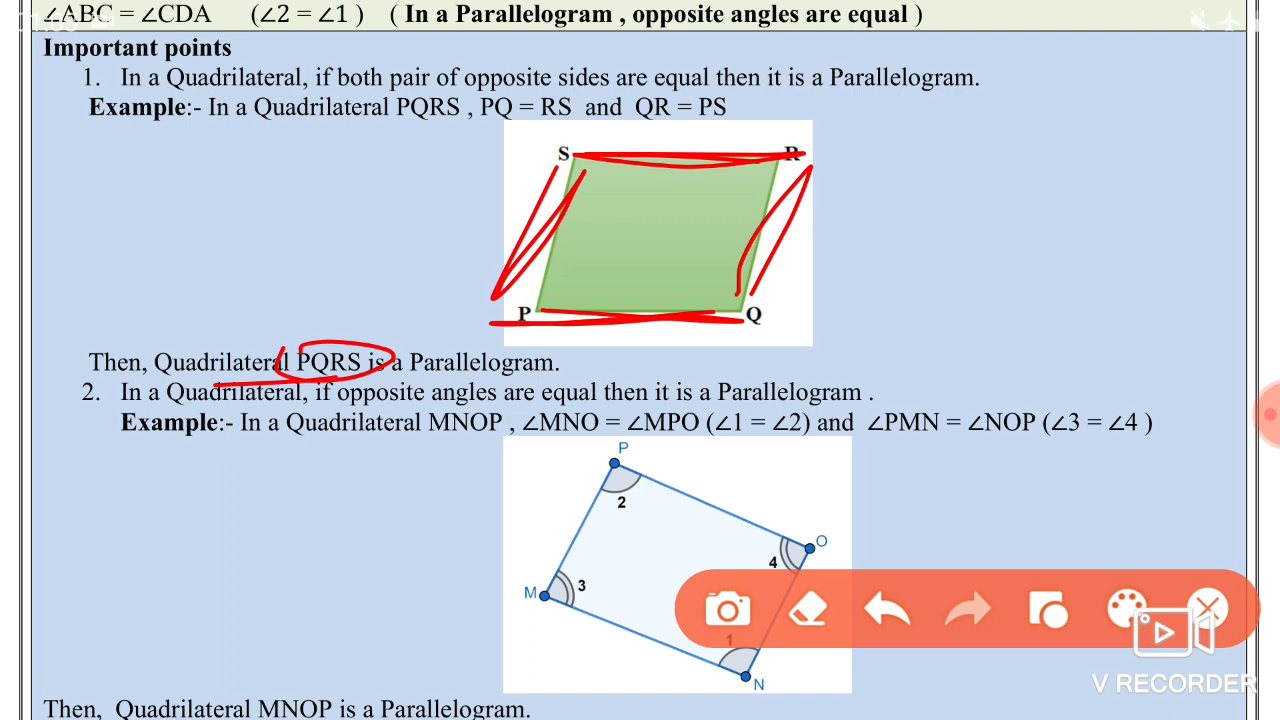 ∠ABC = ∠CDA (∠2 = ∠1 ) ( In a Parallelogram , opposite angles are equal )
Important points
1. In a Quadrilateral, if both pair of opposite sides are equal then it is a Parallelogram.
Example:- In a Quadrilateral PQRS , PQ = RS and QR = PS
S R
P Q
Then, Quadrilateral PQRS is a Parallelogram.
2. In a Quadrilateral, if opposite angles are equal then it is a Parallelogram .
Example:- In a Quadrilateral MNOP , ∠MNO = ∠MPO (∠1 = ∠2) and ∠PMN = ∠NOP (∠3 = ∠4 )
P
2
O
4
M 3
1
N
V RECORDER
Then, Quadrilateral MNOP is a Parallelogram.